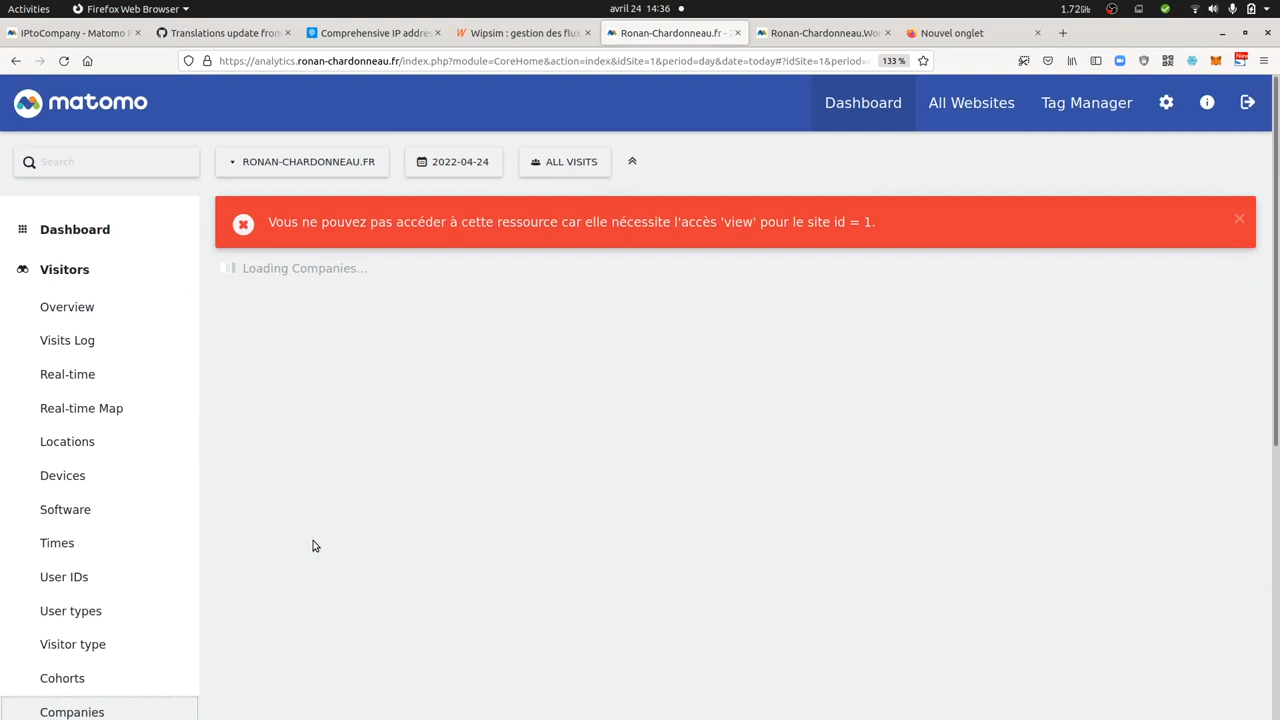 Activities
Firefox Web Browser
avril 24 14:36
1.72GiB
IPtoCompany - Matomo P
Translations update from
Comprehensive IP addre
Wipsim : gestion des flux
Ronan-Chardonneau.fr - 2
Ronan-Chardonneau.Wor
Nouvel onglet
https://analytics.ronan-chardonneau.fr/index.php?module=CoreHome&action=index&idSite=1&period=day&date=today#?idSite=1&period=
133 %
New
matomo
Dashboard
All Websites
Tag Manager
Search
RONAN-CHARDONNEAU.FR
2022-04-24
ALL VISITS
Vous ne pouvez pas accéder à cette ressource car elle nécessite l'accès 'view' pour le site id = 1.
Dashboard
Loading Companies...
Visitors
Overview
Visits Log
Real-time
Real-time Map
Locations
Devices
Software
Times
User IDs
User types
Visitor type
Cohorts
Companies